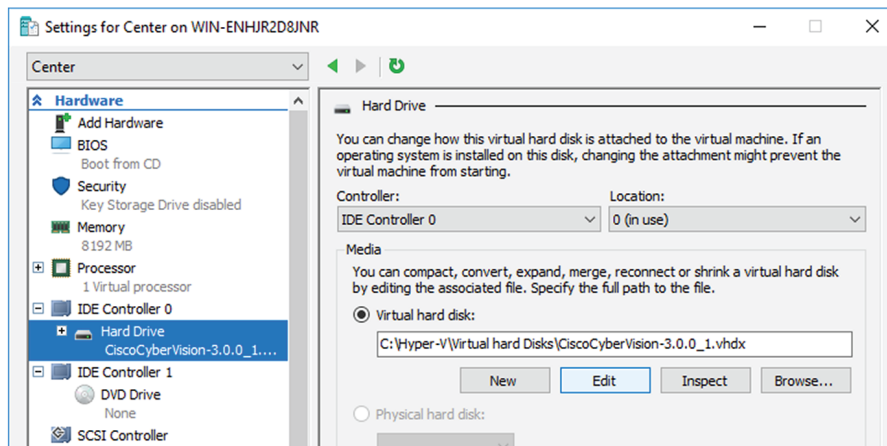 Settings for Center on WIN-ENHJR2D8JNR
Center
Hardware
Add Hardware
BIOS
Boot from CD
Security
Key Storage Drive disabled
Memory
8192 MB
Processor
1 Virtual processor
IDE Controller 0
Hard Drive
CiscoCyberVision-3.0.0_1....
IDE Controller 1
DVD Drive
None
SCSI Controller
Hard Drive
You can change how this virtual hard disk is attached to the virtual machine. If an
operating system is installed on this disk, changing the attachment might prevent the
virtual machine from starting.
Controller:
Location:
IDE Controller 0
0 (in use)
Media
You can compact, convert, expand, merge, reconnect or shrink a virtual hard disk
by editing the associated file. Specify the full path to the file.
Virtual hard disk:
C:\Hyper-V\Virtual hard Disks\CiscoCyberVision-3.0.0_1.vhdx
New
Edit
Inspect
Browse...
Physical hard disk: